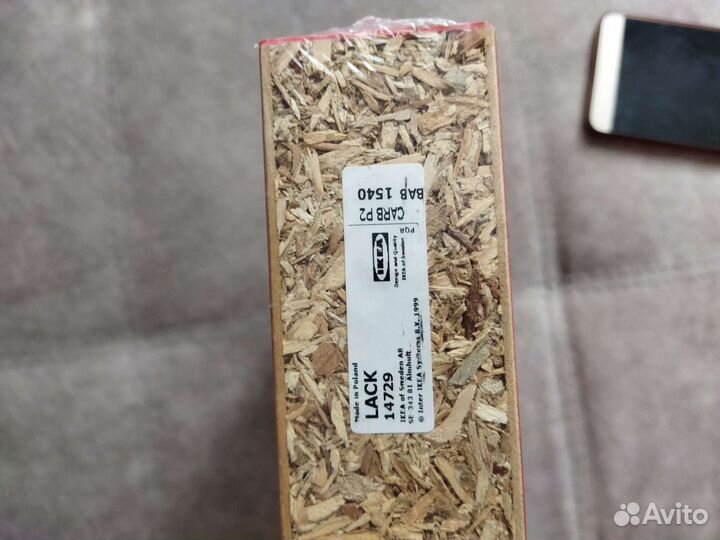 Made in Poland
LACK
14729
IKEA of Sweden AB
SE-343 81 Älmhult
© Inter IKEA Systems B.V. 1999
IKEA
Design and Quality
IKEA of Sweden
CARB P2
BAB 1540
Avito